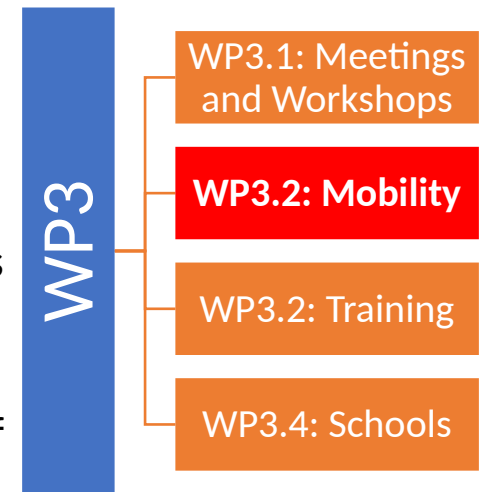 WP3
WP3.1: Meetings
and Workshops
WP3.2: Mobility
WP3.2: Training
WP3.4: Schools